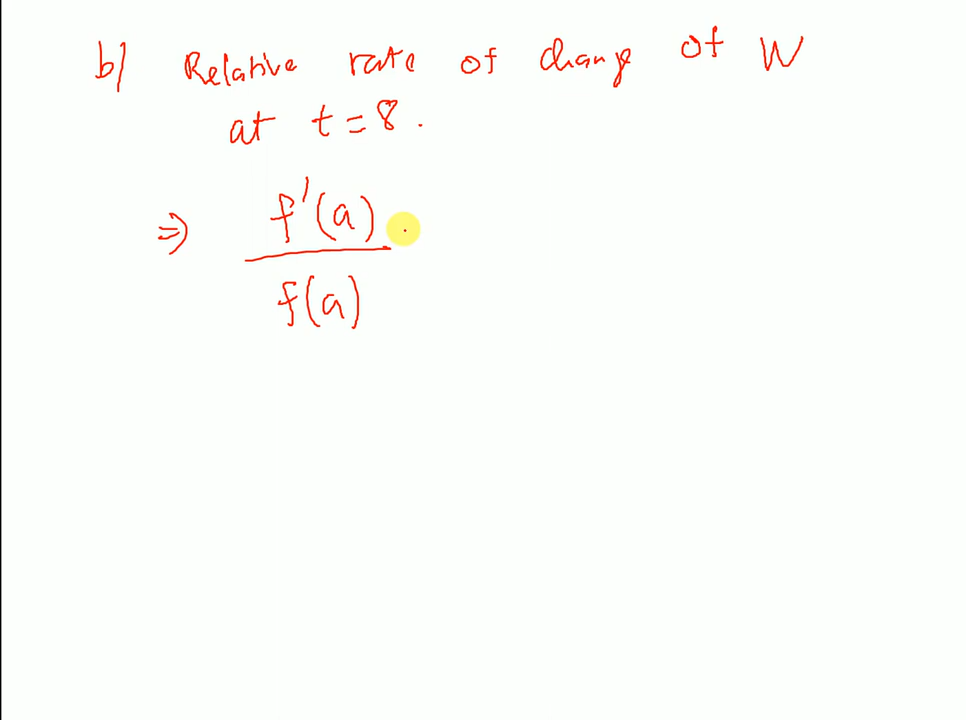 b) Relative rate of change of W
at t = 8.
⇒ f'(a)
f(a)